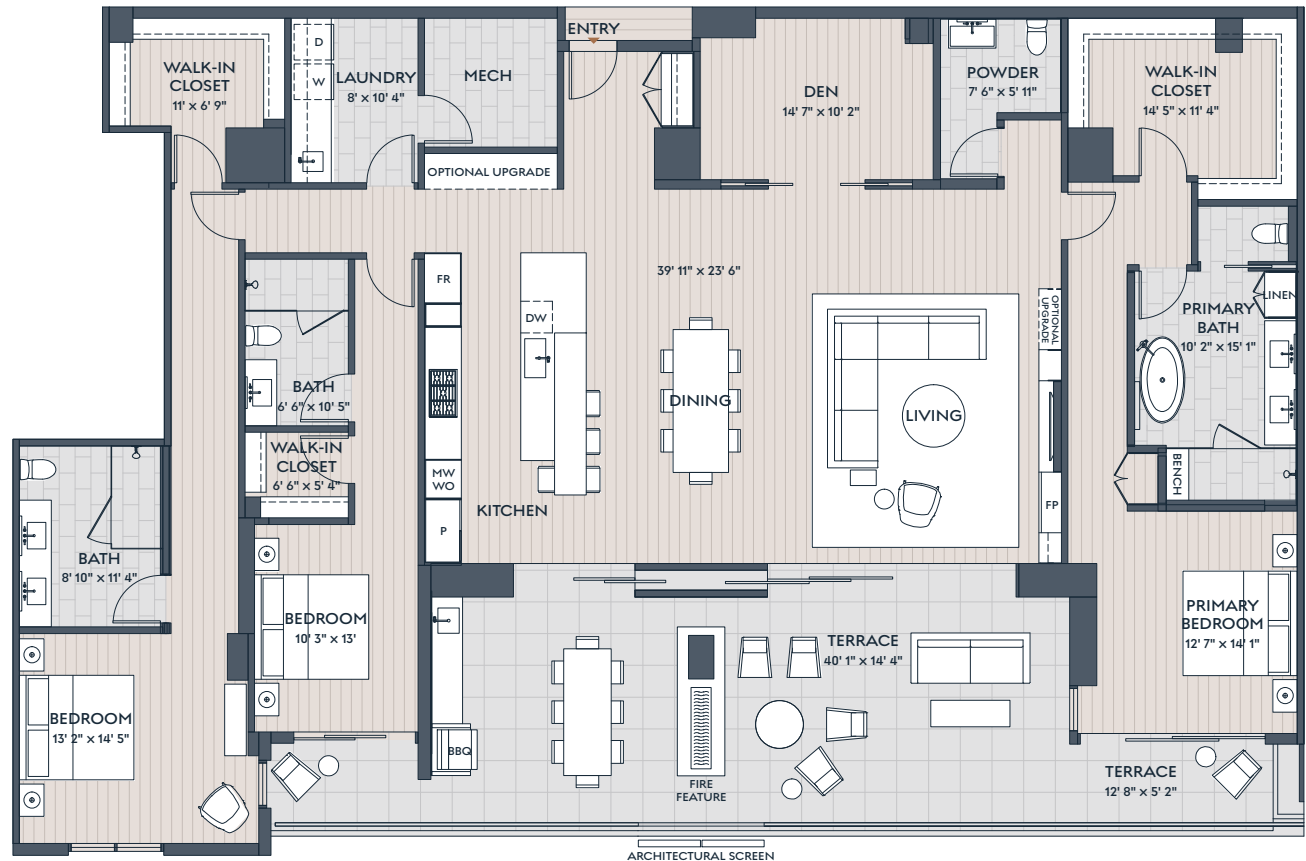 ENTRY
WALK-IN
CLOSET
11' x 6' 9"
D
W
LAUNDRY
8' x 10' 4"
MECH
OPTIONAL UPGRADE
DEN
14' 7" x 10' 2"
POWDER
7' 6" x 5' 11"
WALK-IN
CLOSET
14' 5" x 11' 4"
FR
DW
39' 11" x 23' 6"
OPTIONAL
UPGRADE
LINEN
PRIMARY
BATH
10' 2" x 15' 1"
BATH
6' 6" x 10' 5"
DINING
LIVING
WALK-IN
CLOSET
6' 6" x 5' 4"
MW
WO
P
KITCHEN
FP
BENCH
BATH
8' 10" x 11' 4"
BEDROOM
10' 3" x 13'
TERRACE
40' 1" x 14' 4"
PRIMARY
BEDROOM
12' 7" x 14' 1"
BEDROOM
13' 2" x 14' 5"
BBQ
FIRE
FEATURE
TERRACE
12' 8" x 5' 2"
ARCHITECTURAL SCREEN